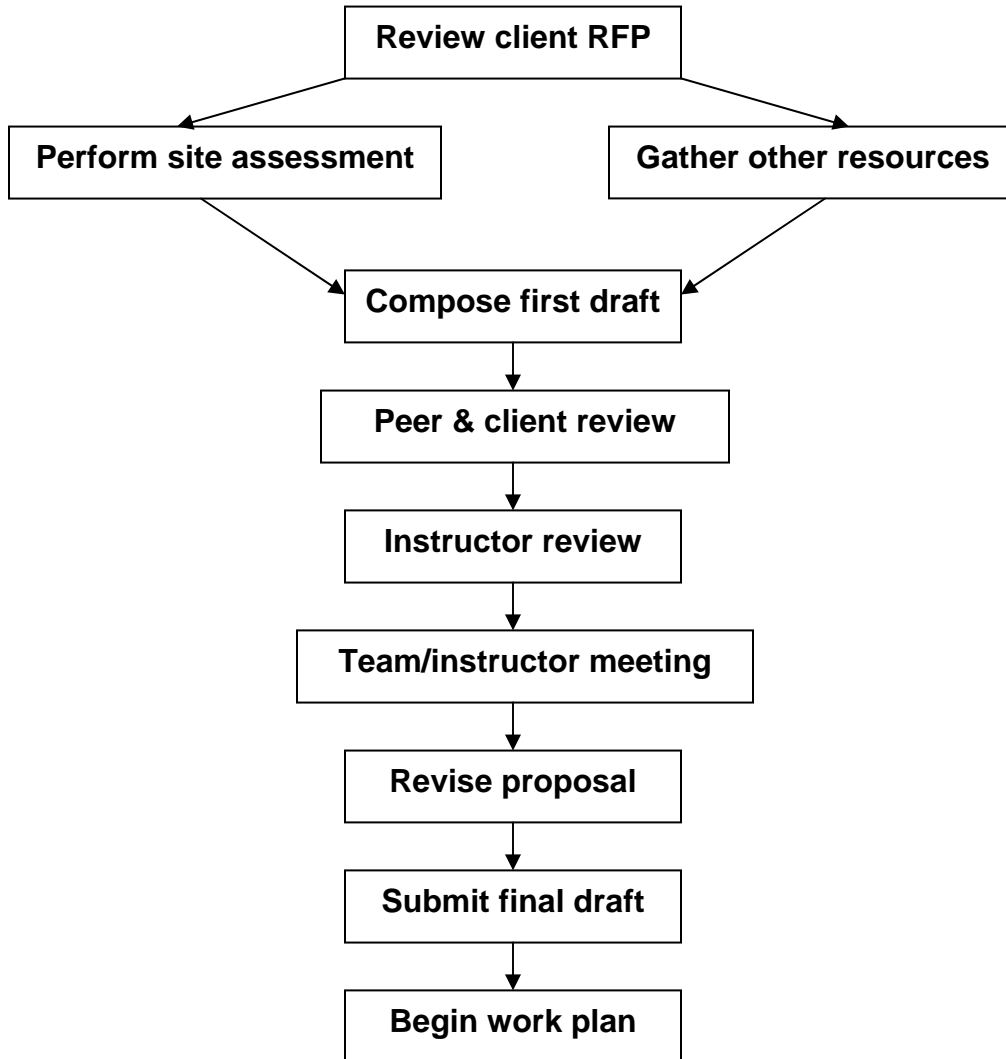 Review client RFP
Perform site assessment
Gather other resources
Compose first draft
Peer & client review
Instructor review
Team/instructor meeting
Revise proposal
Submit final draft
Begin work plan